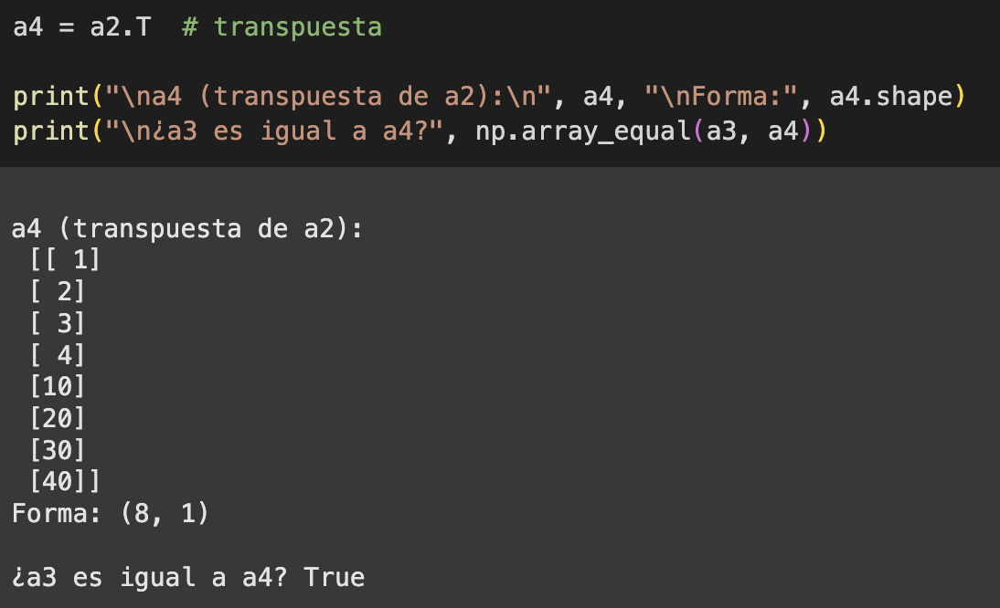 a4 = a2.T  # transpuesta
print("\na4 (transpuesta de a2):\n", a4, "\nForma:", a4.shape)
print("\n¿a3 es igual a a4?", np.array_equal(a3, a4))
a4 (transpuesta de a2):
 [[ 1]
 [ 2]
 [ 3]
 [ 4]
 [10]
 [20]
 [30]
 [40]]
Forma: (8, 1)
¿a3 es igual a a4? True